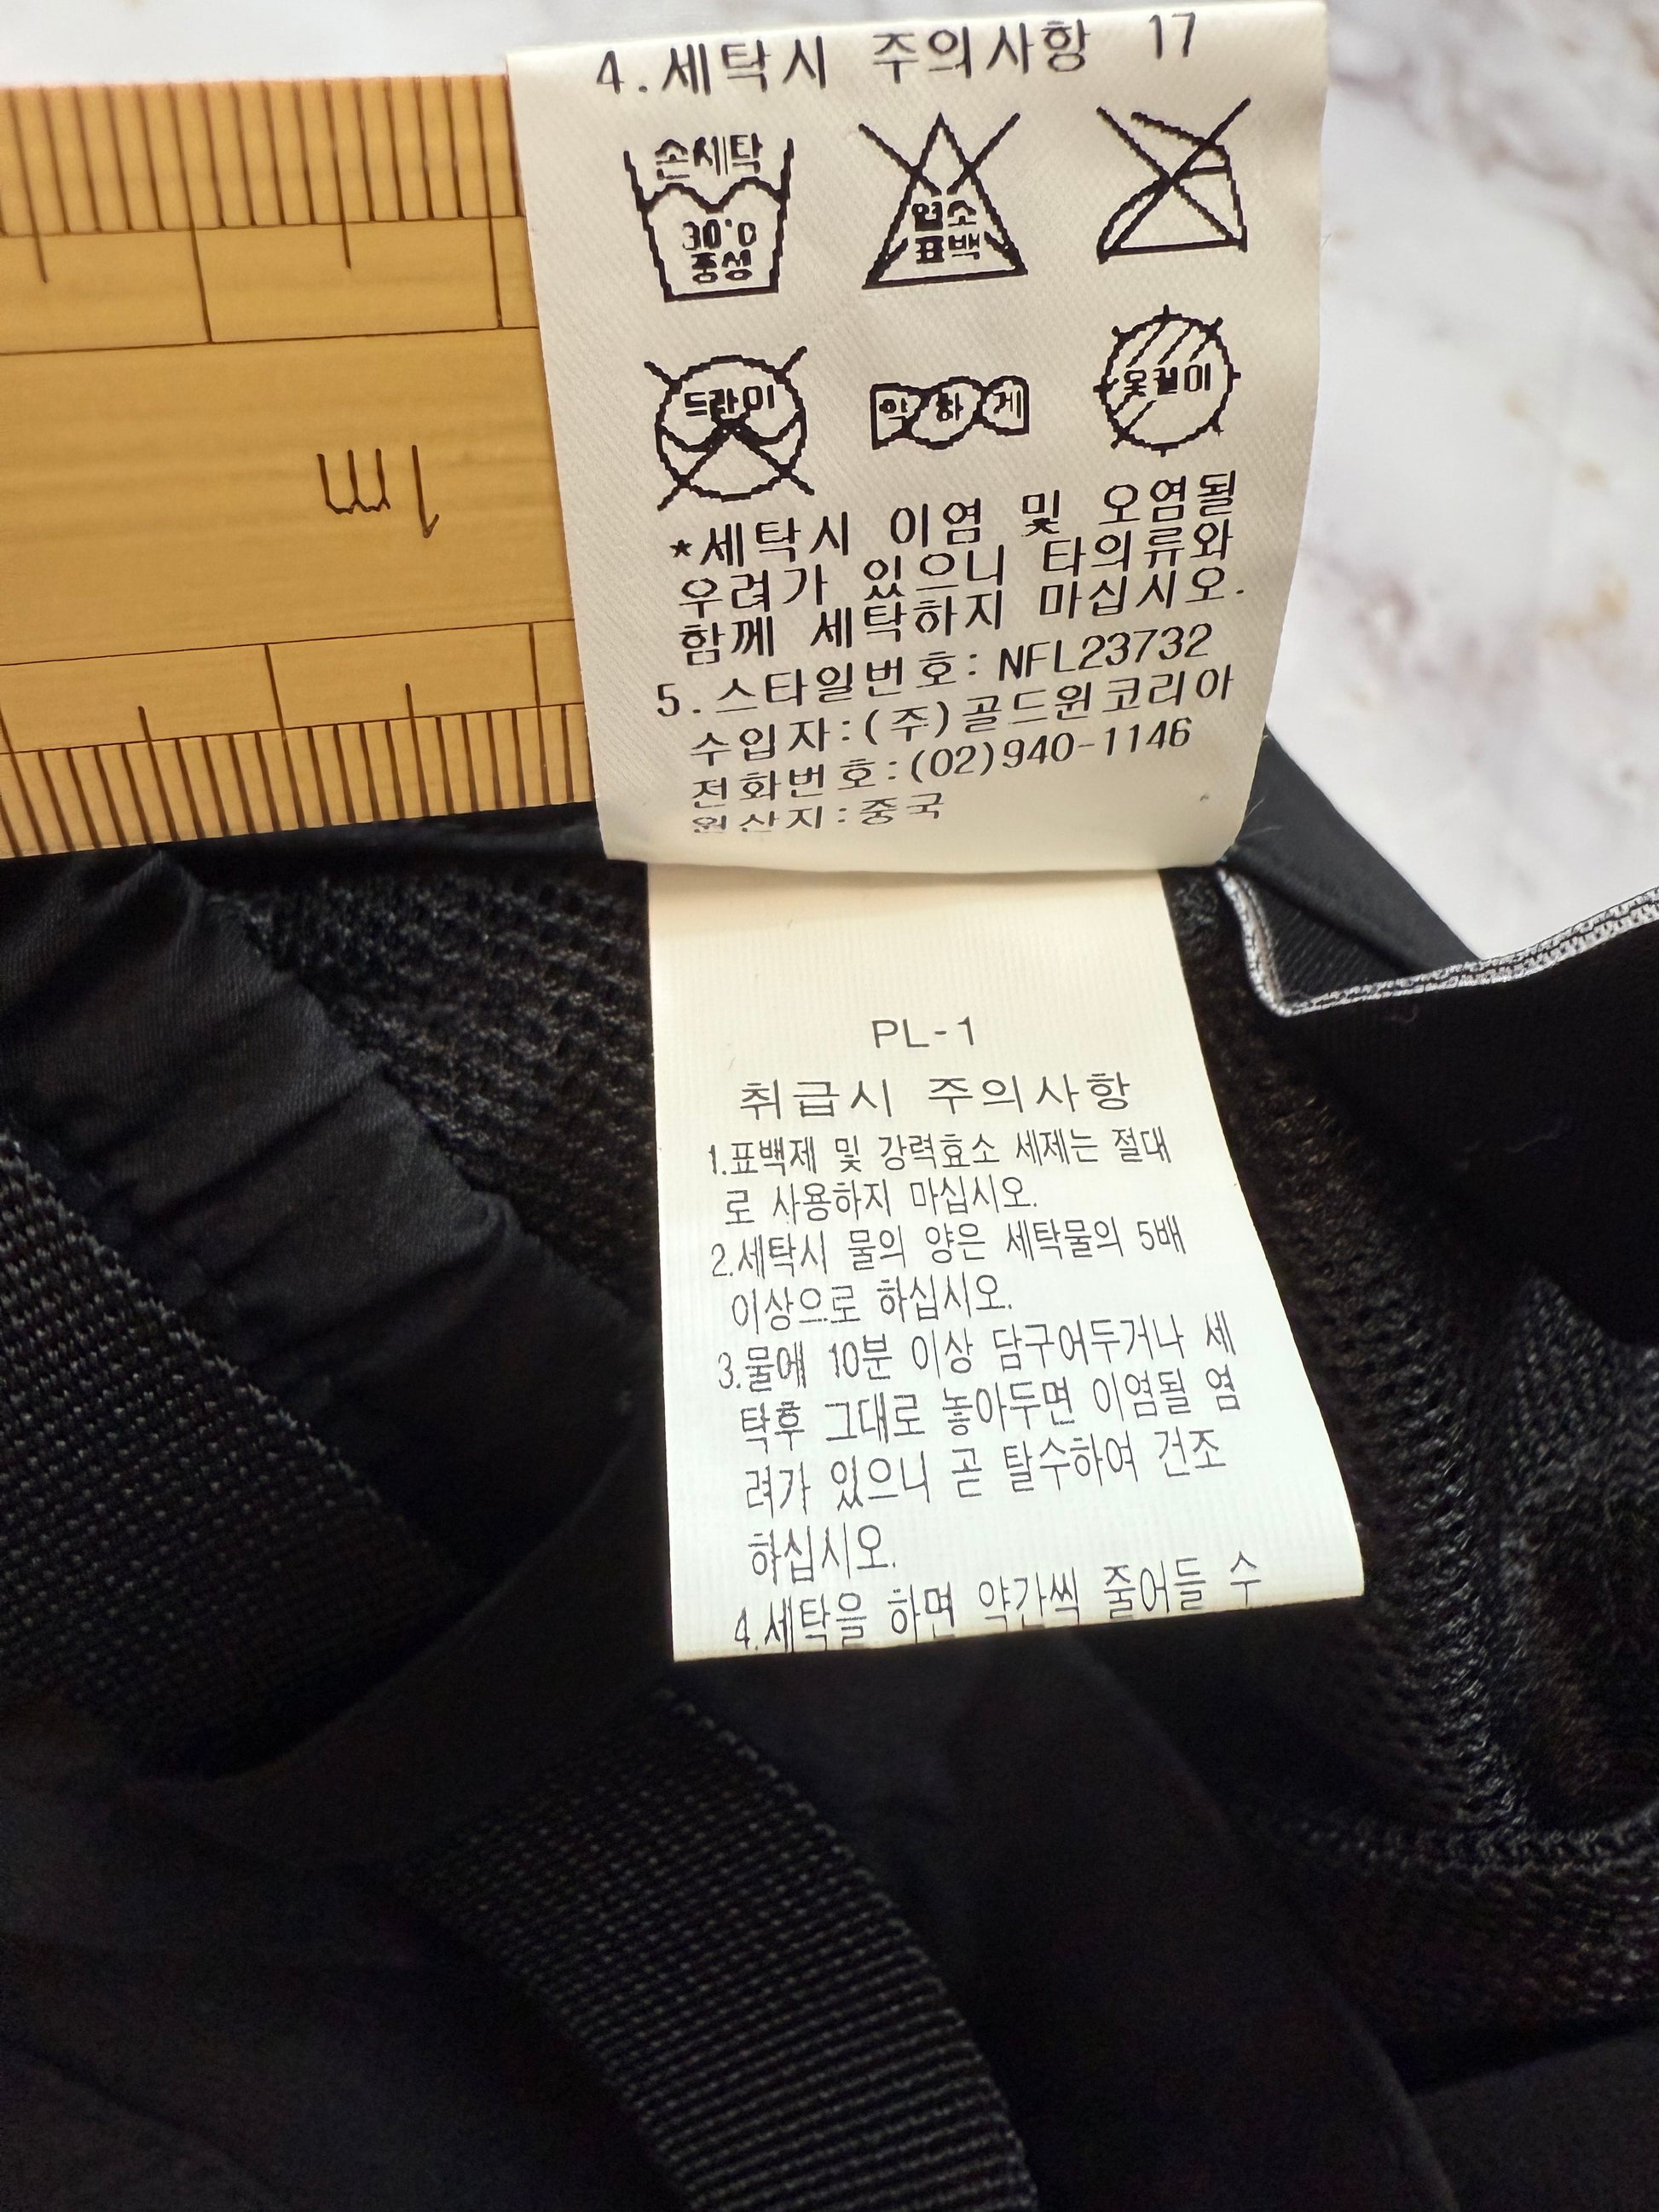 4.세탁시 주의사항 17
손세탁
30℃
중성
염소
표백
드라이
약하게
옷걸이
*세탁시 이염 및 오염될
우려가 있으니 타의류와
함께 세탁하지 마십시오.
5.스타일번호:NFL23732
수입자:(주)골드윈코리아
전화번호:(02)940-1146
원산지:중국
1m
PL-1
취급시 주의사항
1.표백제 및 강력효소 세제는 절대
로 사용하지 마십시오.
2.세탁시 물의 양은 세탁물의 5배
이상으로 하십시오.
3.물에 10분 이상 담구어두거나 세
탁후 그대로 놓아두면 이염될 염
려가 있으니 곧 탈수하여 건조
하십시오.
4.세탁을 하면 약간씩 줄어들 수